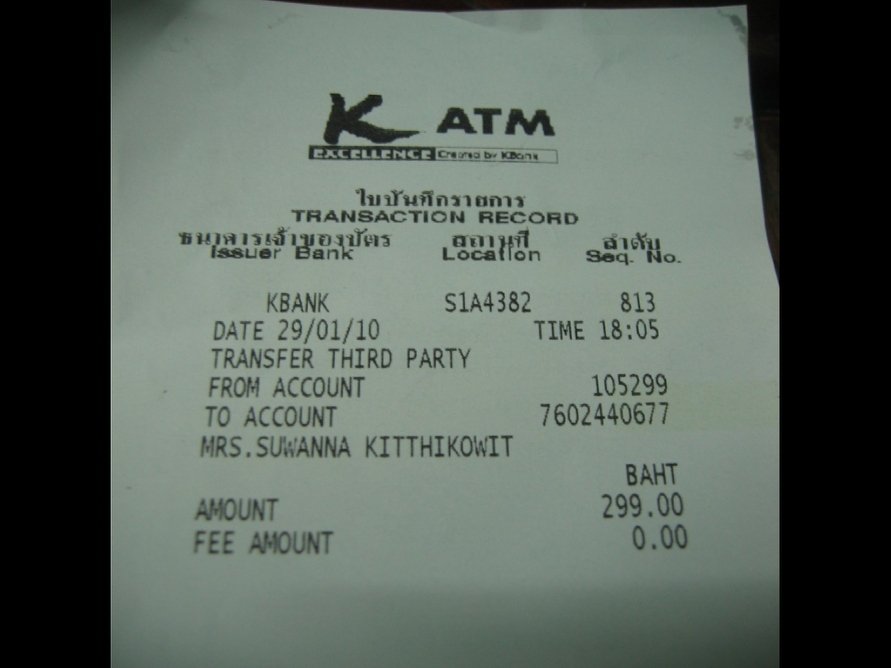 K ATM
EXCELLENCE Created by KBank
ใบบันทึกรายการ
TRANSACTION RECORD
ธนาคารเจ้าของบัตร สถานที่ ลำดับ
Issuer Bank Location Seq. No.
KBANK S1A4382 813
DATE 29/01/10 TIME 18:05
TRANSFER THIRD PARTY
FROM ACCOUNT 105299
TO ACCOUNT 7602440677
MRS.SUWANNA KITTHIKOWIT
BAHT
AMOUNT 299.00
FEE AMOUNT 0.00